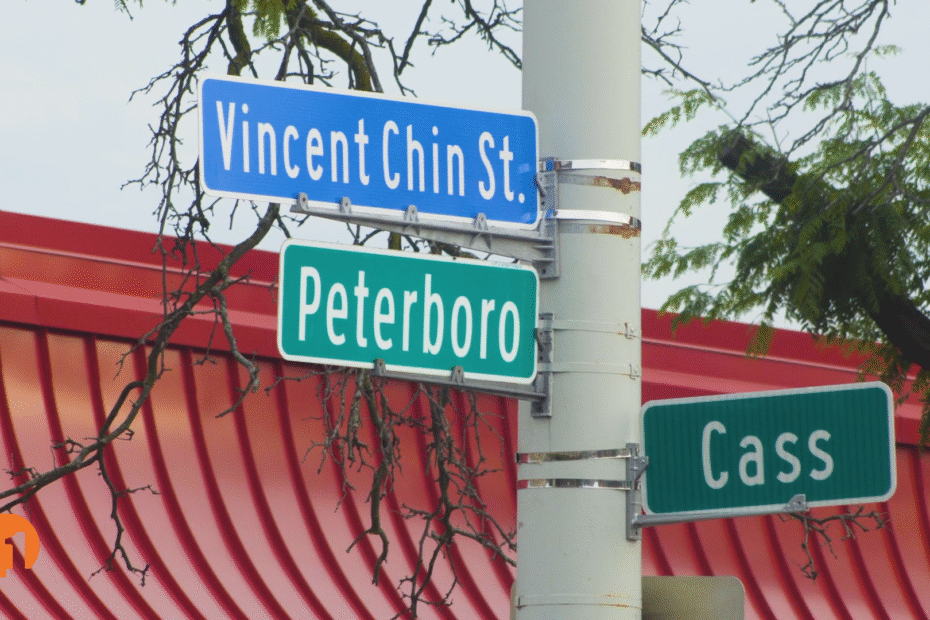 Vincent Chin St.
Peterboro
Cass